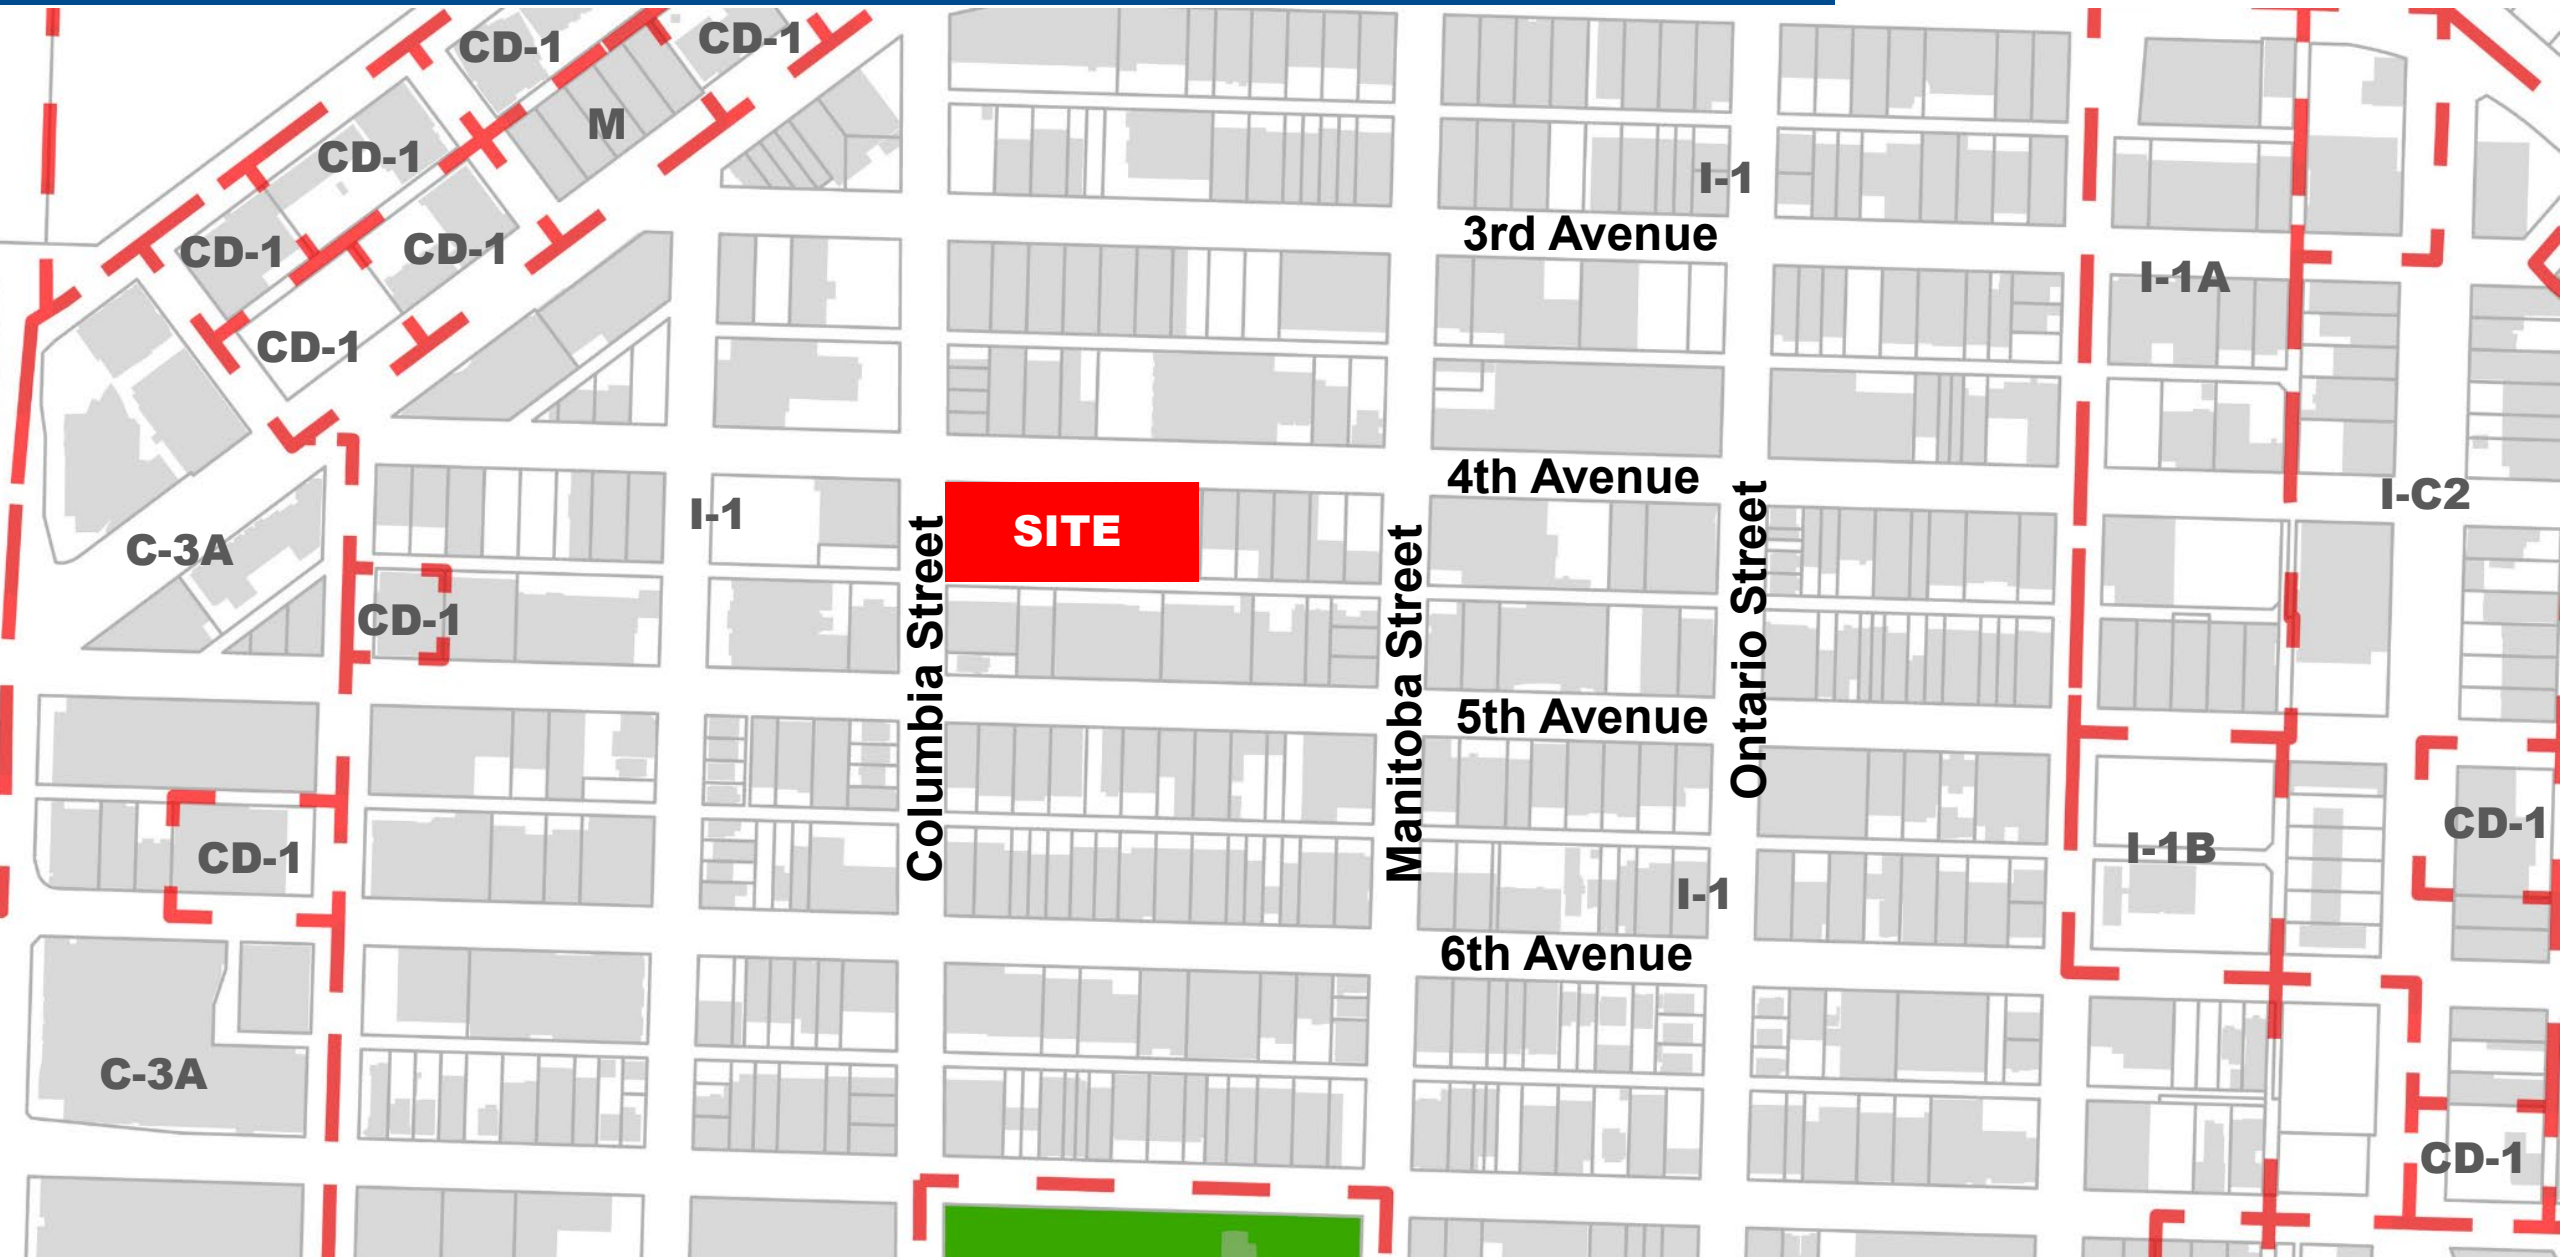 CD-1
CD-1
M
CD-1
I-1
3rd Avenue
CD-1
CD-1
I-1A
CD-1
4th Avenue
I-C2
I-1
SITE
C-3A
CD-1
Columbia Street
Manitoba Street
Ontario Street
5th Avenue
CD-1
I-1B
CD-1
I-1
6th Avenue
C-3A
CD-1